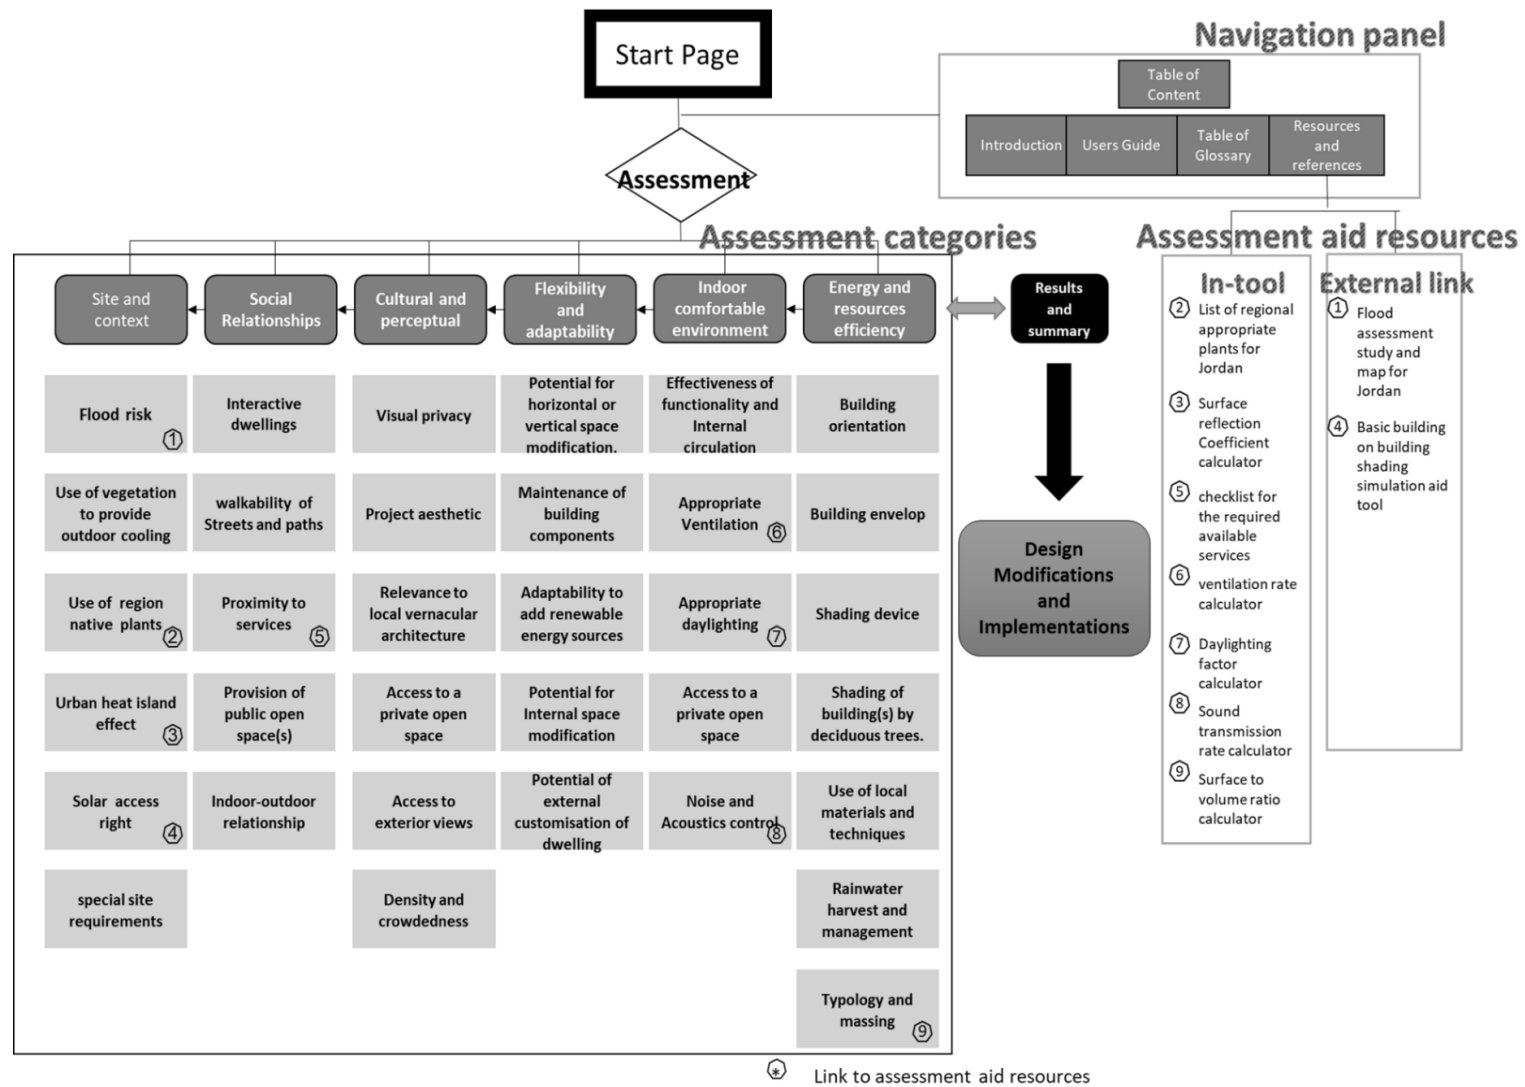 Start Page
Navigation panel
Table of
Content
Introduction
Users Guide
Table of
Glossary
Resources
and
references
Assessment
Assessment categories
Assessment aid resources
Site and
context
Social
Relationships
Cultural and
perceptual
Flexibility
and
adaptability
Indoor
comfortable
environment
Energy and
resources
efficiency
Results
and
summary
Design
Modifications
and
Implementations
Flood risk
1
Use of vegetation
to provide
outdoor cooling
Use of region
native plants
2
Urban heat island
effect
3
Solar access
right
4
special site
requirements
Interactive
dwellings
walkability of
Streets and paths
Proximity to
services
5
Provision of
public open
space(s)
Indoor-outdoor
relationship
Visual privacy
Project aesthetic
Relevance to
local vernacular
architecture
Access to a
private open
space
Access to
exterior views
Density and
crowdedness
Potential for
horizontal or
vertical space
modification.
Maintenance of
building
components
Adaptability to
add renewable
energy sources
Potential for
Internal space
modification
Potential of
external
customisation of
dwelling
Effectiveness of
functionality and
Internal
circulation
Appropriate
Ventilation
6
Appropriate
daylighting
7
Access to a
private open
space
Noise and
Acoustics control
8
Building
orientation
Building envelop
Shading device
Shading of
building(s) by
deciduous trees.
Use of local
materials and
techniques
Rainwater
harvest and
management
Typology and
massing
9
In-tool
2 List of regional
appropriate
plants for
Jordan
3 Surface
reflection
Coefficient
calculator
5 checklist for
the required
available
services
6 ventilation rate
calculator
7 Daylighting
factor
calculator
8 Sound
transmission
rate calculator
9 Surface to
volume ratio
calculator
External link
1 Flood
assessment
study and
map for
Jordan
4 Basic building
on building
shading
simulation aid
tool
* Link to assessment aid resources